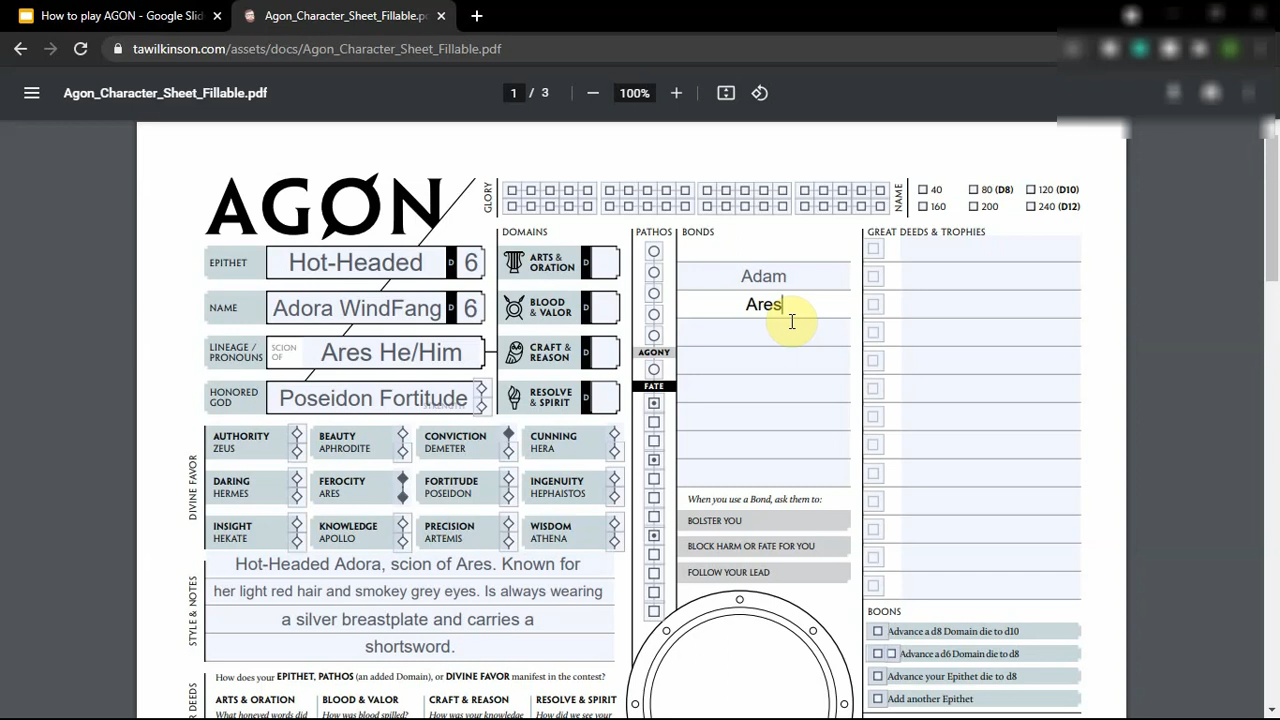 How to play AGON - Google Slid
Agon_Character_Sheet_Fillable.p
tawilkinson.com/assets/docs/Agon_Character_Sheet_Fillable.pdf
Agon_Character_Sheet_Fillable.pdf
1 / 3
100%
AGON
GLORY
NAME
40
80 (D8)
120 (D10)
160
200
240 (D12)
EPITHET
Hot-Headed
D
6
NAME
Adora WindFang
D
6
LINEAGE /
PRONOUNS
SCION
OF
Ares He/Him
HONORED
GOD
Poseidon Fortitude
DOMAINS
ARTS &
ORATION
D
BLOOD
& VALOR
D
CRAFT &
REASON
D
RESOLVE
& SPIRIT
D
PATHOS
AGONY
FATE
BONDS
Adam
Ares
When you use a Bond, ask them to:
BOLSTER YOU
BLOCK HARM OR FATE FOR YOU
FOLLOW YOUR LEAD
GREAT DEEDS & TROPHIES
BOONS
Advance a d8 Domain die to d10
Advance a d6 Domain die to d8
Advance your Epithet die to d8
Add another Epithet
DIVINE FAVOR
AUTHORITY
ZEUS
BEAUTY
APHRODITE
CONVICTION
DEMETER
CUNNING
HERA
DARING
HERMES
FEROCITY
ARES
FORTITUDE
POSEIDON
INGENUITY
HEPHAISTOS
INSIGHT
HEKATE
KNOWLEDGE
APOLLO
PRECISION
ARTEMIS
WISDOM
ATHENA
STYLE & NOTES
Hot-Headed Adora, scion of Ares. Known for
her light red hair and smokey grey eyes. Is always wearing
a silver breastplate and carries a
shortsword.
DEEDS
How does your EPITHET, PATHOS (an added Domain), or DIVINE FAVOR manifest in the contest?
ARTS & ORATION
What honeyed words did
BLOOD & VALOR
How was blood spilled?
CRAFT & REASON
How was your knowledge
RESOLVE & SPIRIT
How did we see your